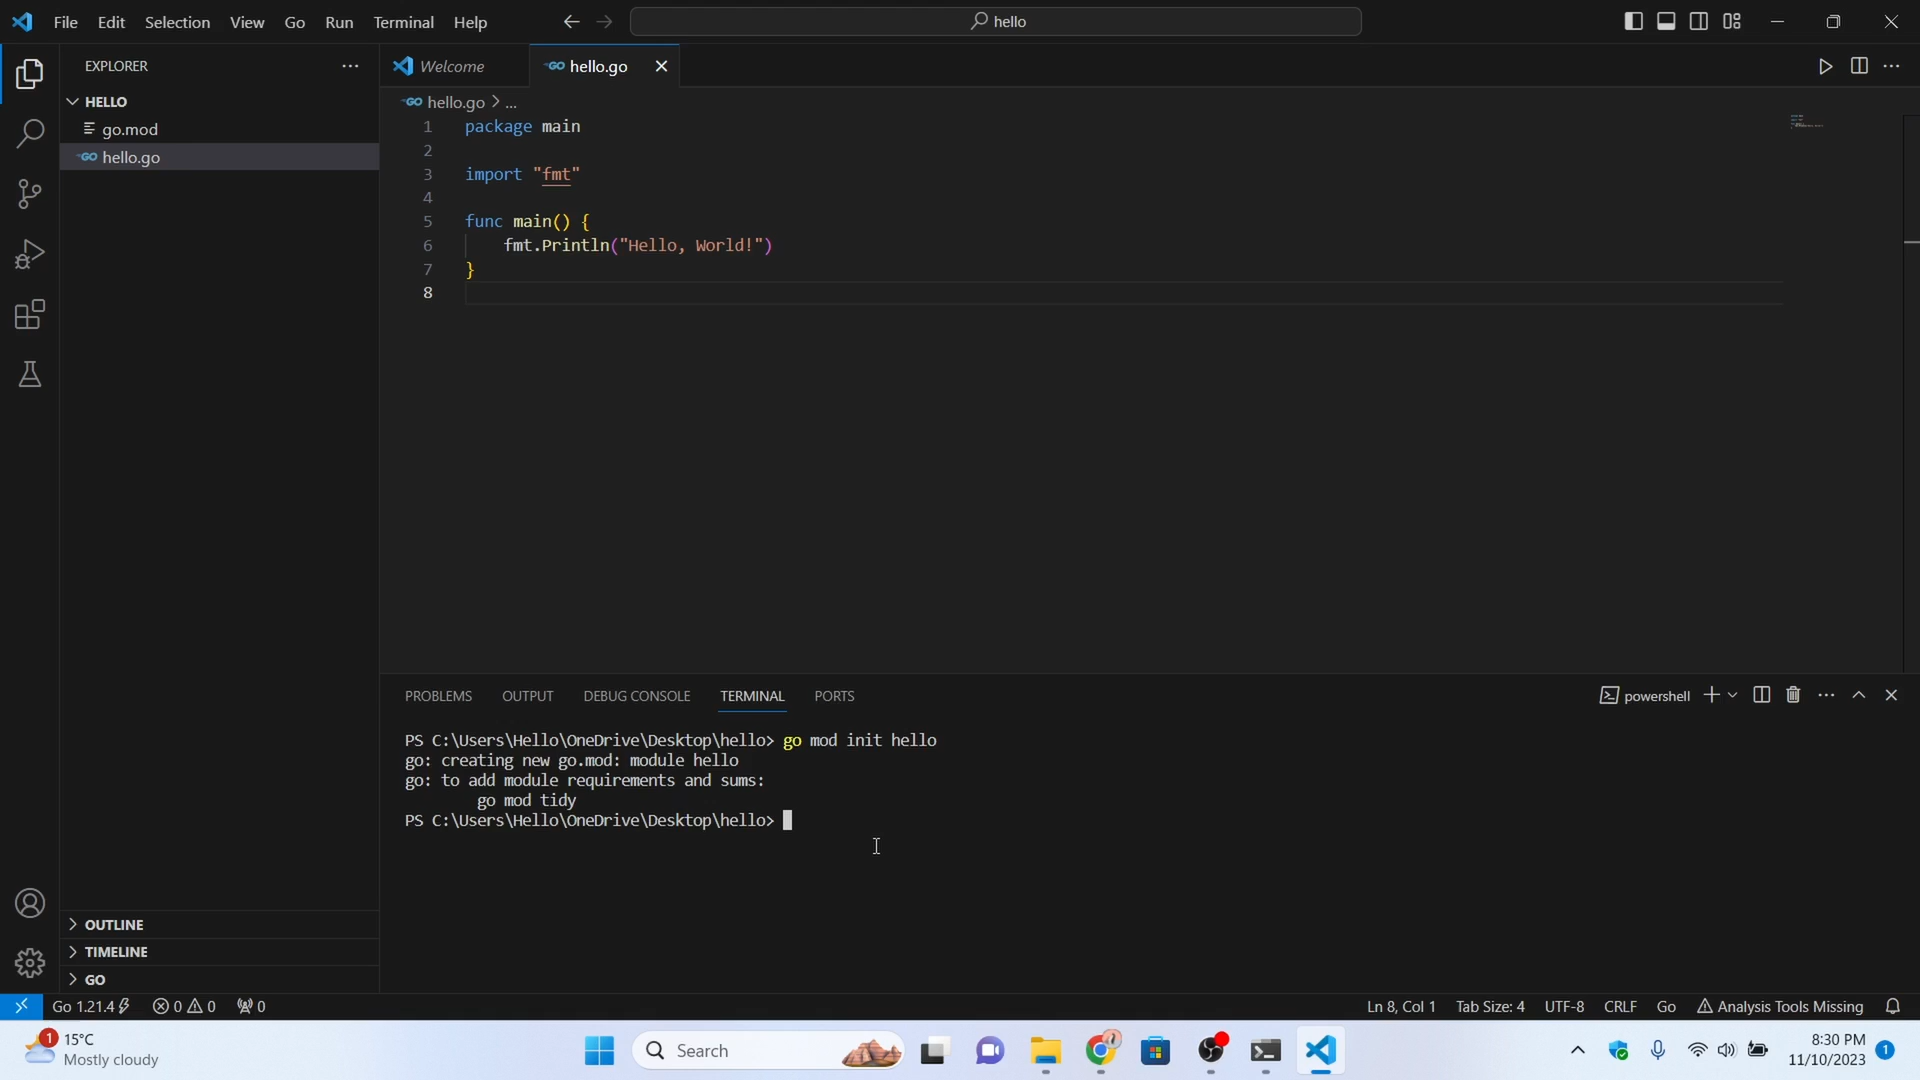 File Edit Selection View Go Run Terminal Help
hello
EXPLORER
Welcome
hello.go
HELLO
go.mod
hello.go
hello.go > ...
1 package main
2
3 import "fmt"
4
5 func main() {
6 fmt.Println("Hello, World!")
7 }
8
PROBLEMS OUTPUT DEBUG CONSOLE TERMINAL PORTS
powershell
PS C:\Users\Hello\OneDrive\Desktop\hello> go mod init hello
go: creating new go.mod: module hello
go: to add module requirements and sums:
go mod tidy
PS C:\Users\Hello\OneDrive\Desktop\hello>
OUTLINE
TIMELINE
GO
Go 1.21.4 0 0 0
Ln 8, Col 1 Tab Size: 4 UTF-8 CRLF Go Analysis Tools Missing
1
15°C
Mostly cloudy
Search
8:30 PM
11/10/2023
1